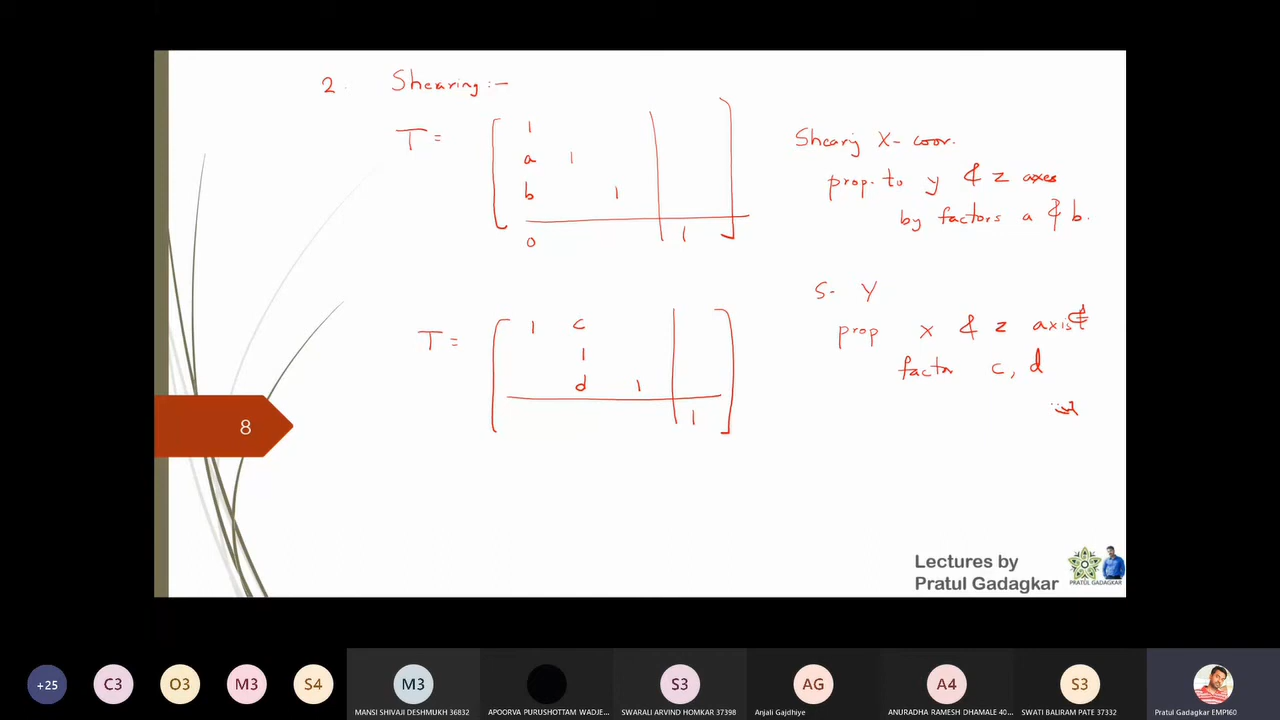 2. Shearing :-
T =
1
a 1
b 1
0 1
Shearig X- coor.
prop. to y & z axes
by factors a & b.
T =
1 c
1
d 1
1
S- Y
prop x & z axis
factr c, d
8
Lectures by
Pratul Gadagkar
PRATUL GADAGKAR
+25
C3
O3
M3
S4
M3
MANSI SHIVAJI DESHMUKH 36832
APOORVA PURUSHOTTAM WADJE...
S3
SWARALI ARVIND HOMKAR 37398
AG
Anjali Gajdhiye
A4
ANURADHA RAMESH DHAMALE 40...
S3
SWATI BALIRAM PATE 37332
Pratul Gadagkar EMP160